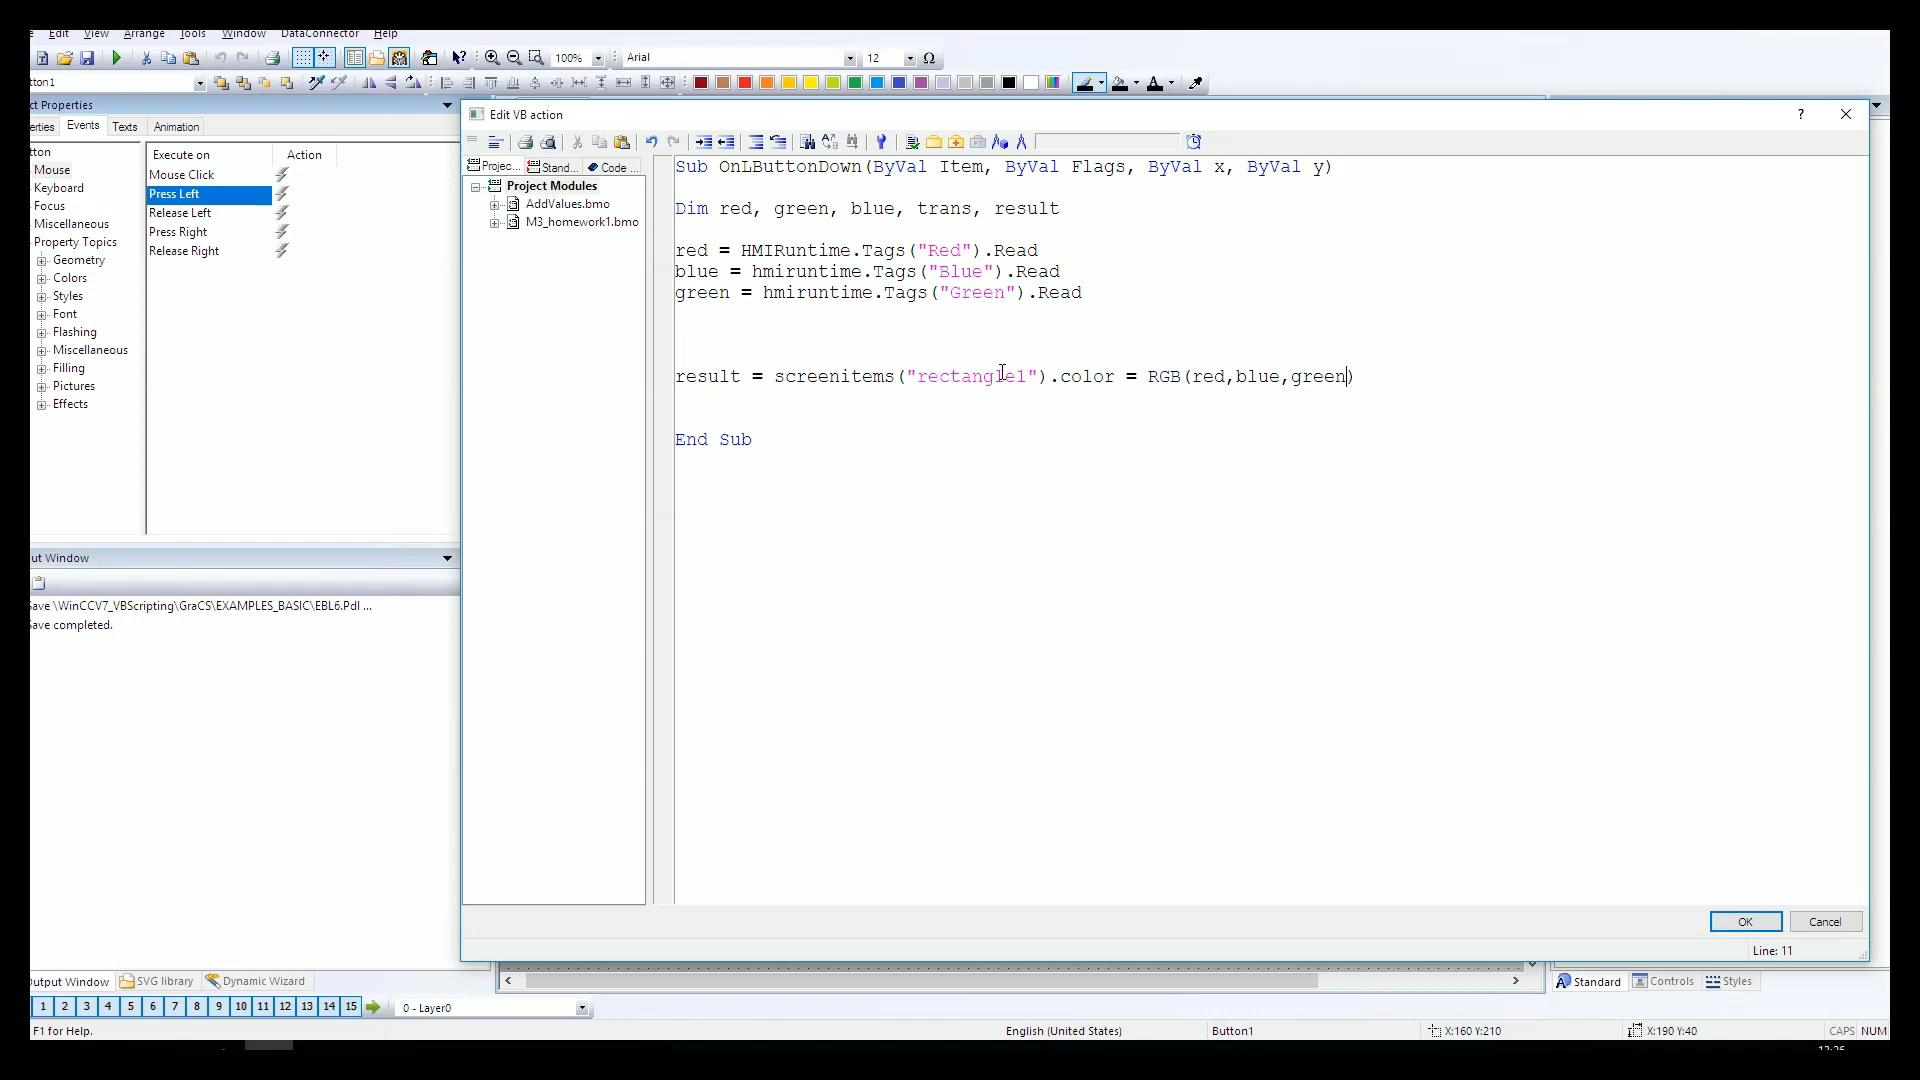 Edit View Arrange Tools Window DataConnector Help
100% Arial 12 Ω
tton1
ct Properties
erties Events Texts Animation
tton
Mouse
Keyboard
Focus
Miscellaneous
Property Topics
Geometry
Colors
Styles
Font
Flashing
Miscellaneous
Filling
Pictures
Effects
Execute on Action
Mouse Click
Press Left
Release Left
Press Right
Release Right
Edit VB action
Projec... Stand... Code ...
Project Modules
AddValues.bmo
M3_homework1.bmo
Sub OnLButtonDown(ByVal Item, ByVal Flags, ByVal x, ByVal y)
Dim red, green, blue, trans, result
red = HMIRuntime.Tags("Red").Read
blue = hmiruntime.Tags("Blue").Read
green = hmiruntime.Tags("Green").Read
result = screenitems("rectangle1").color = RGB(red,blue,green)
End Sub
OK Cancel
Line: 11
ut Window
Save \WinCCV7_VBScripting\GraCS\EXAMPLES_BASIC\EBL6.Pdl ...
Save completed.
Output Window SVG library Dynamic Wizard
Standard Controls Styles
1 2 3 4 5 6 7 8 9 10 11 12 13 14 15 0 - Layer0
F1 for Help. English (United States) Button1 X:160 Y:210 X:190 Y:40 CAPS NUM